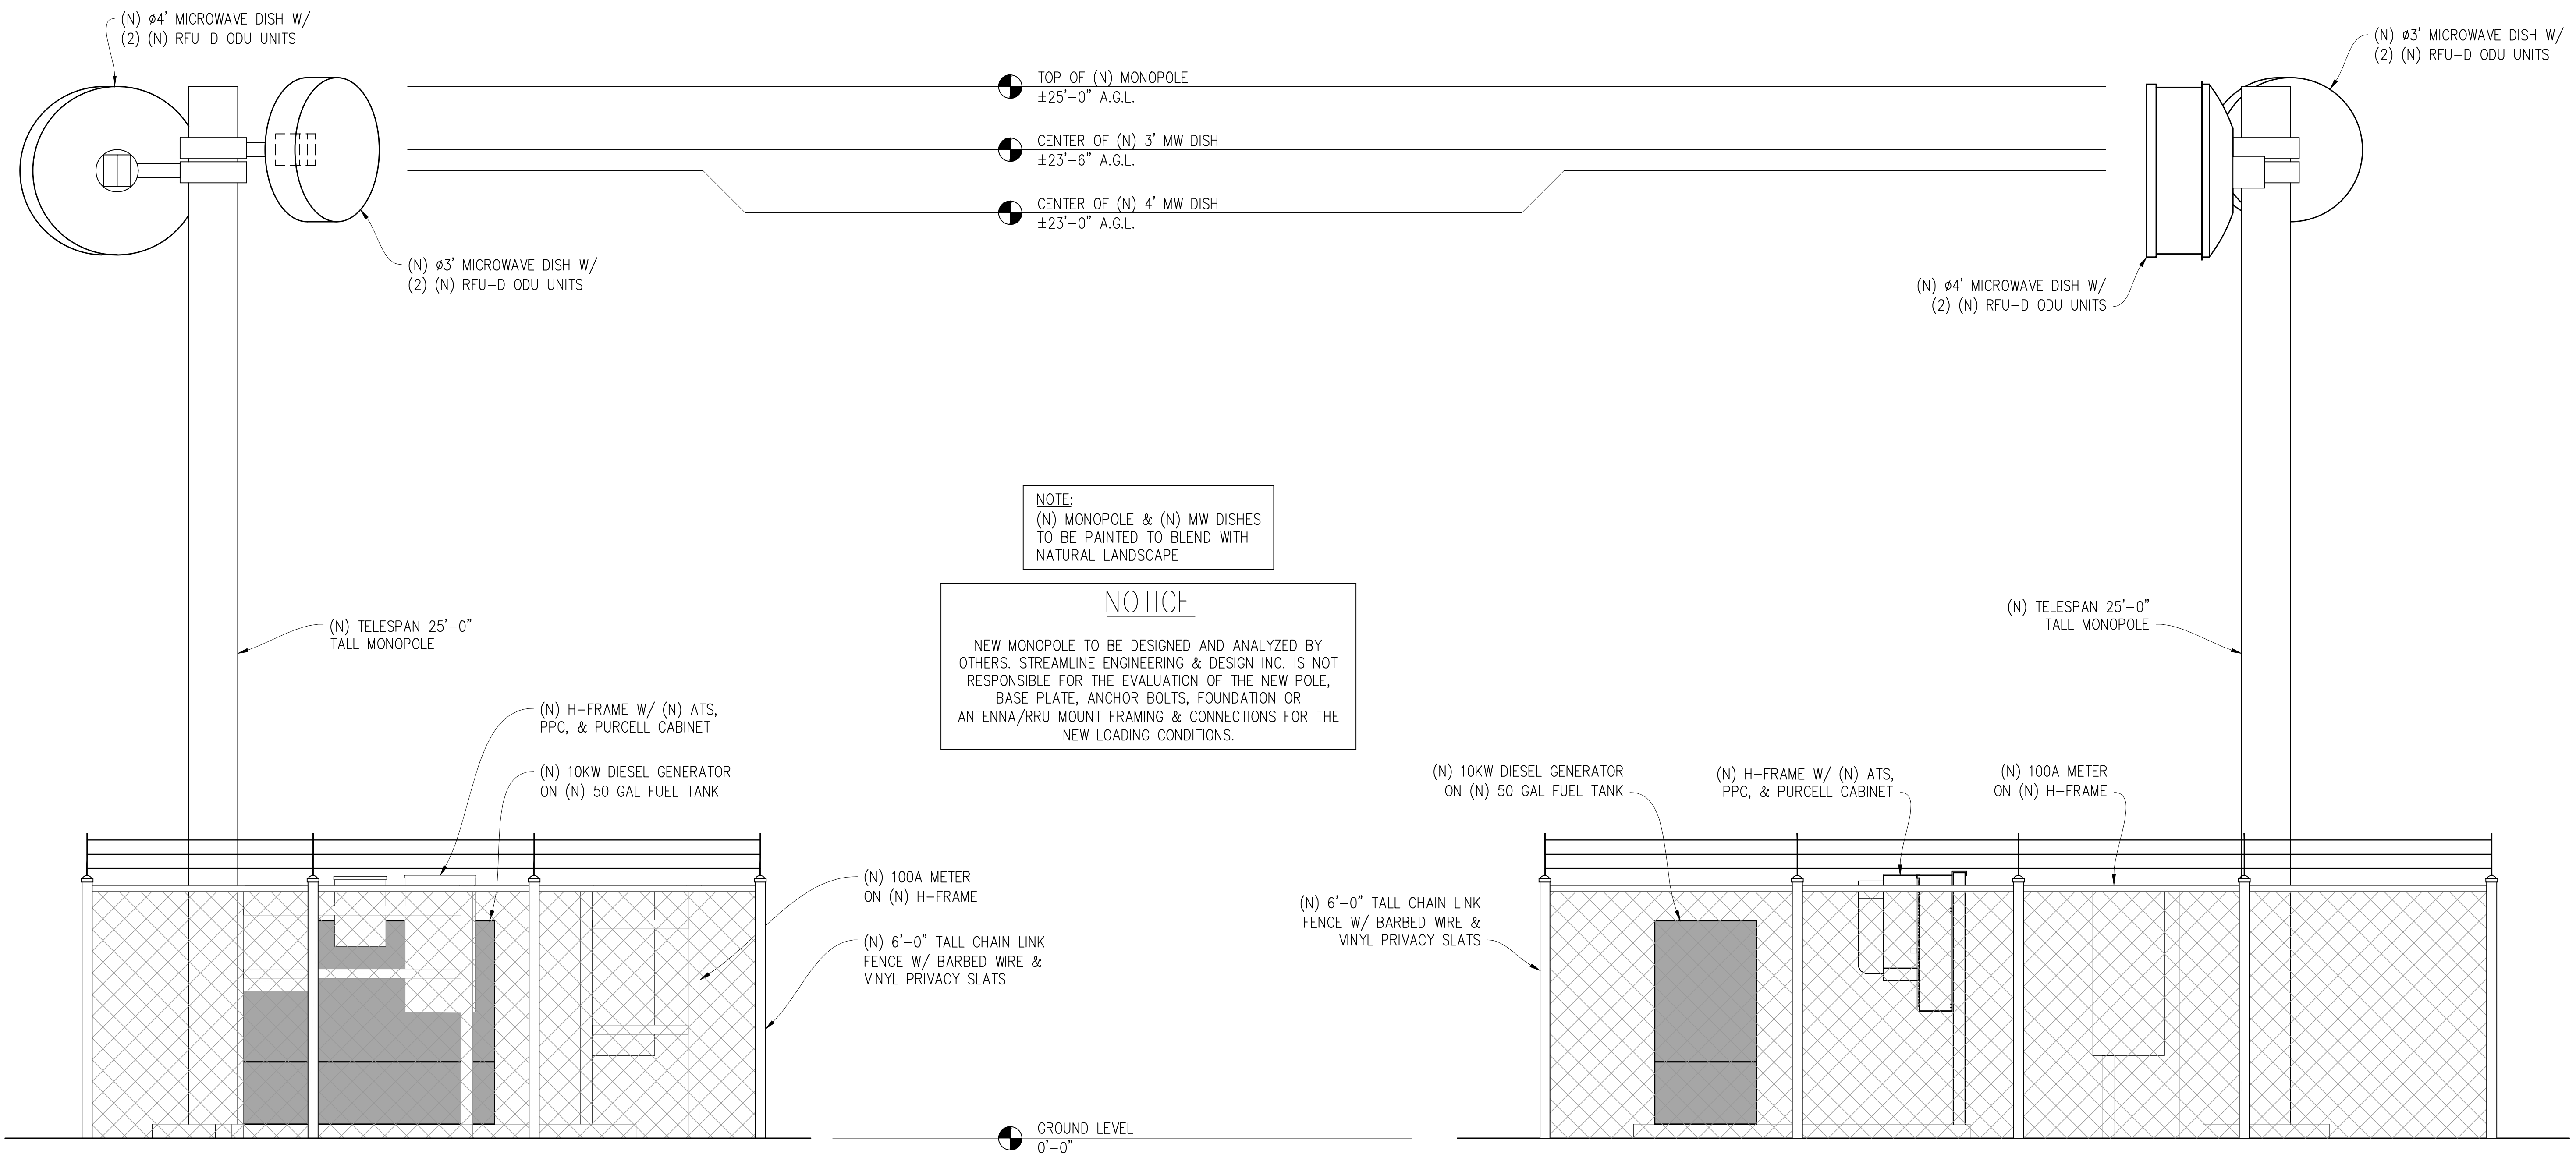 (N) ø4' MICROWAVE DISH W/
(2) (N) RFU-D ODU UNITS
(N) ø3' MICROWAVE DISH W/
(2) (N) RFU-D ODU UNITS
TOP OF (N) MONOPOLE
±25'-0" A.G.L.
CENTER OF (N) 3' MW DISH
±23'-6" A.G.L.
CENTER OF (N) 4' MW DISH
±23'-0" A.G.L.
(N) ø3' MICROWAVE DISH W/
(2) (N) RFU-D ODU UNITS
(N) ø4' MICROWAVE DISH W/
(2) (N) RFU-D ODU UNITS
NOTE:
(N) MONOPOLE & (N) MW DISHES
TO BE PAINTED TO BLEND WITH
NATURAL LANDSCAPE
NOTICE
NEW MONOPOLE TO BE DESIGNED AND ANALYZED BY
OTHERS. STREAMLINE ENGINEERING & DESIGN INC. IS NOT
RESPONSIBLE FOR THE EVALUATION OF THE NEW POLE,
BASE PLATE, ANCHOR BOLTS, FOUNDATION OR
ANTENNA/RRU MOUNT FRAMING & CONNECTIONS FOR THE
NEW LOADING CONDITIONS.
(N) TELESPAN 25'-0"
TALL MONOPOLE
(N) H-FRAME W/ (N) ATS,
PPC, & PURCELL CABINET
(N) 10KW DIESEL GENERATOR
ON (N) 50 GAL FUEL TANK
(N) 100A METER
ON (N) H-FRAME
(N) 6'-0" TALL CHAIN LINK
FENCE W/ BARBED WIRE &
VINYL PRIVACY SLATS
(N) TELESPAN 25'-0"
TALL MONOPOLE
(N) 10KW DIESEL GENERATOR
ON (N) 50 GAL FUEL TANK
(N) H-FRAME W/ (N) ATS,
PPC, & PURCELL CABINET
(N) 100A METER
ON (N) H-FRAME
(N) 6'-0" TALL CHAIN LINK
FENCE W/ BARBED WIRE &
VINYL PRIVACY SLATS
GROUND LEVEL
0'-0"